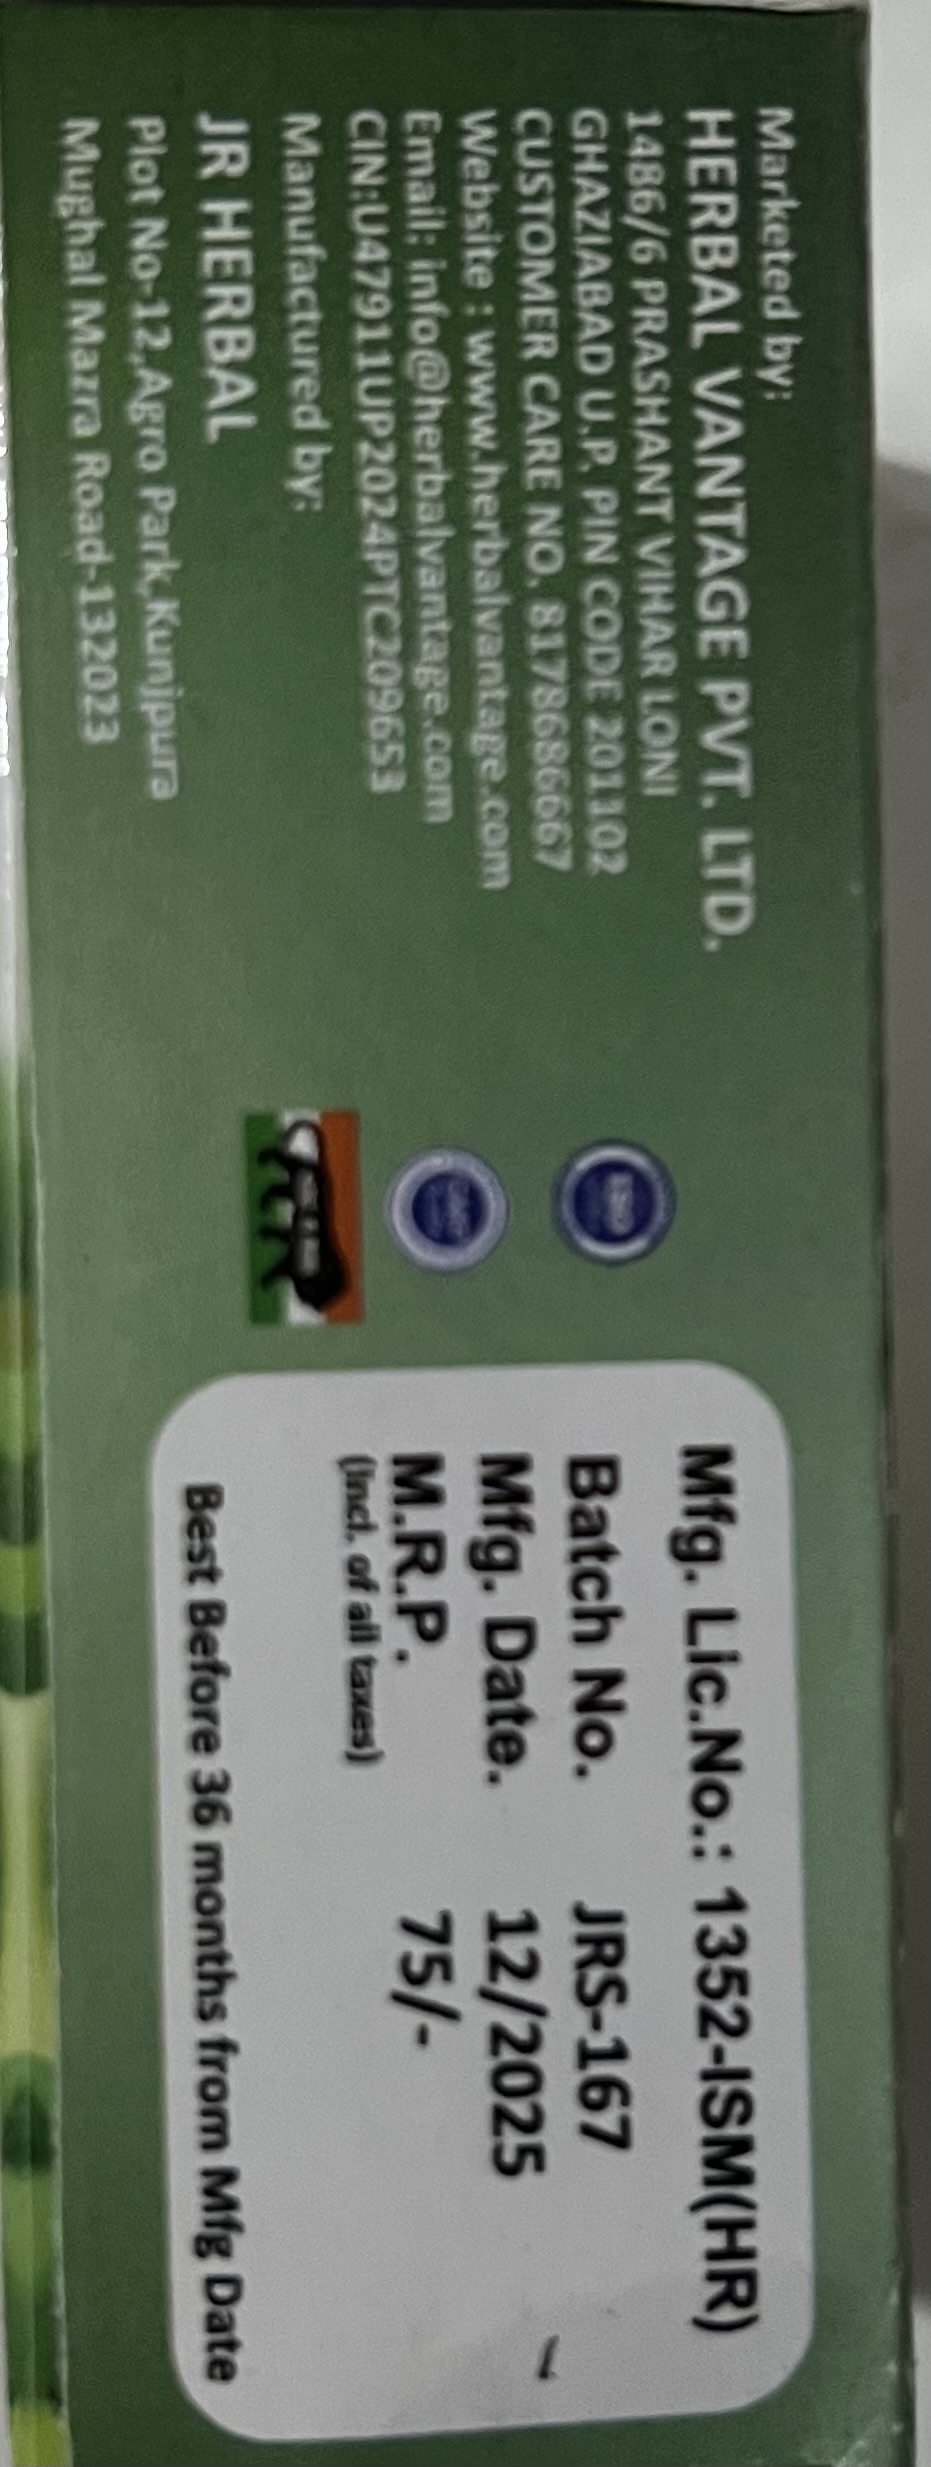 Marketed by:
HERBAL VANTAGE PVT. LTD.
1486/6 PRASHANT VIHAR LONI
GHAZIABAD U.P. PIN CODE 201102
CUSTOMER CARE NO. 8178686667
Website : www.herbalvantage.com
Email: info@herbalvantage.com
CIN:U47911UP2024PTC209653
Manufactured by:
JR HERBAL
Plot No-12,Agro Park,Kunjpura
Mughal Mazra Road-132023
Mfg. Lic.No.: 1352-ISM(HR)
Batch No. JRS-167
Mfg. Date. 12/2025
M.R.P. 75/-
(Incl. of all taxes)
Best Before 36 months from Mfg Date